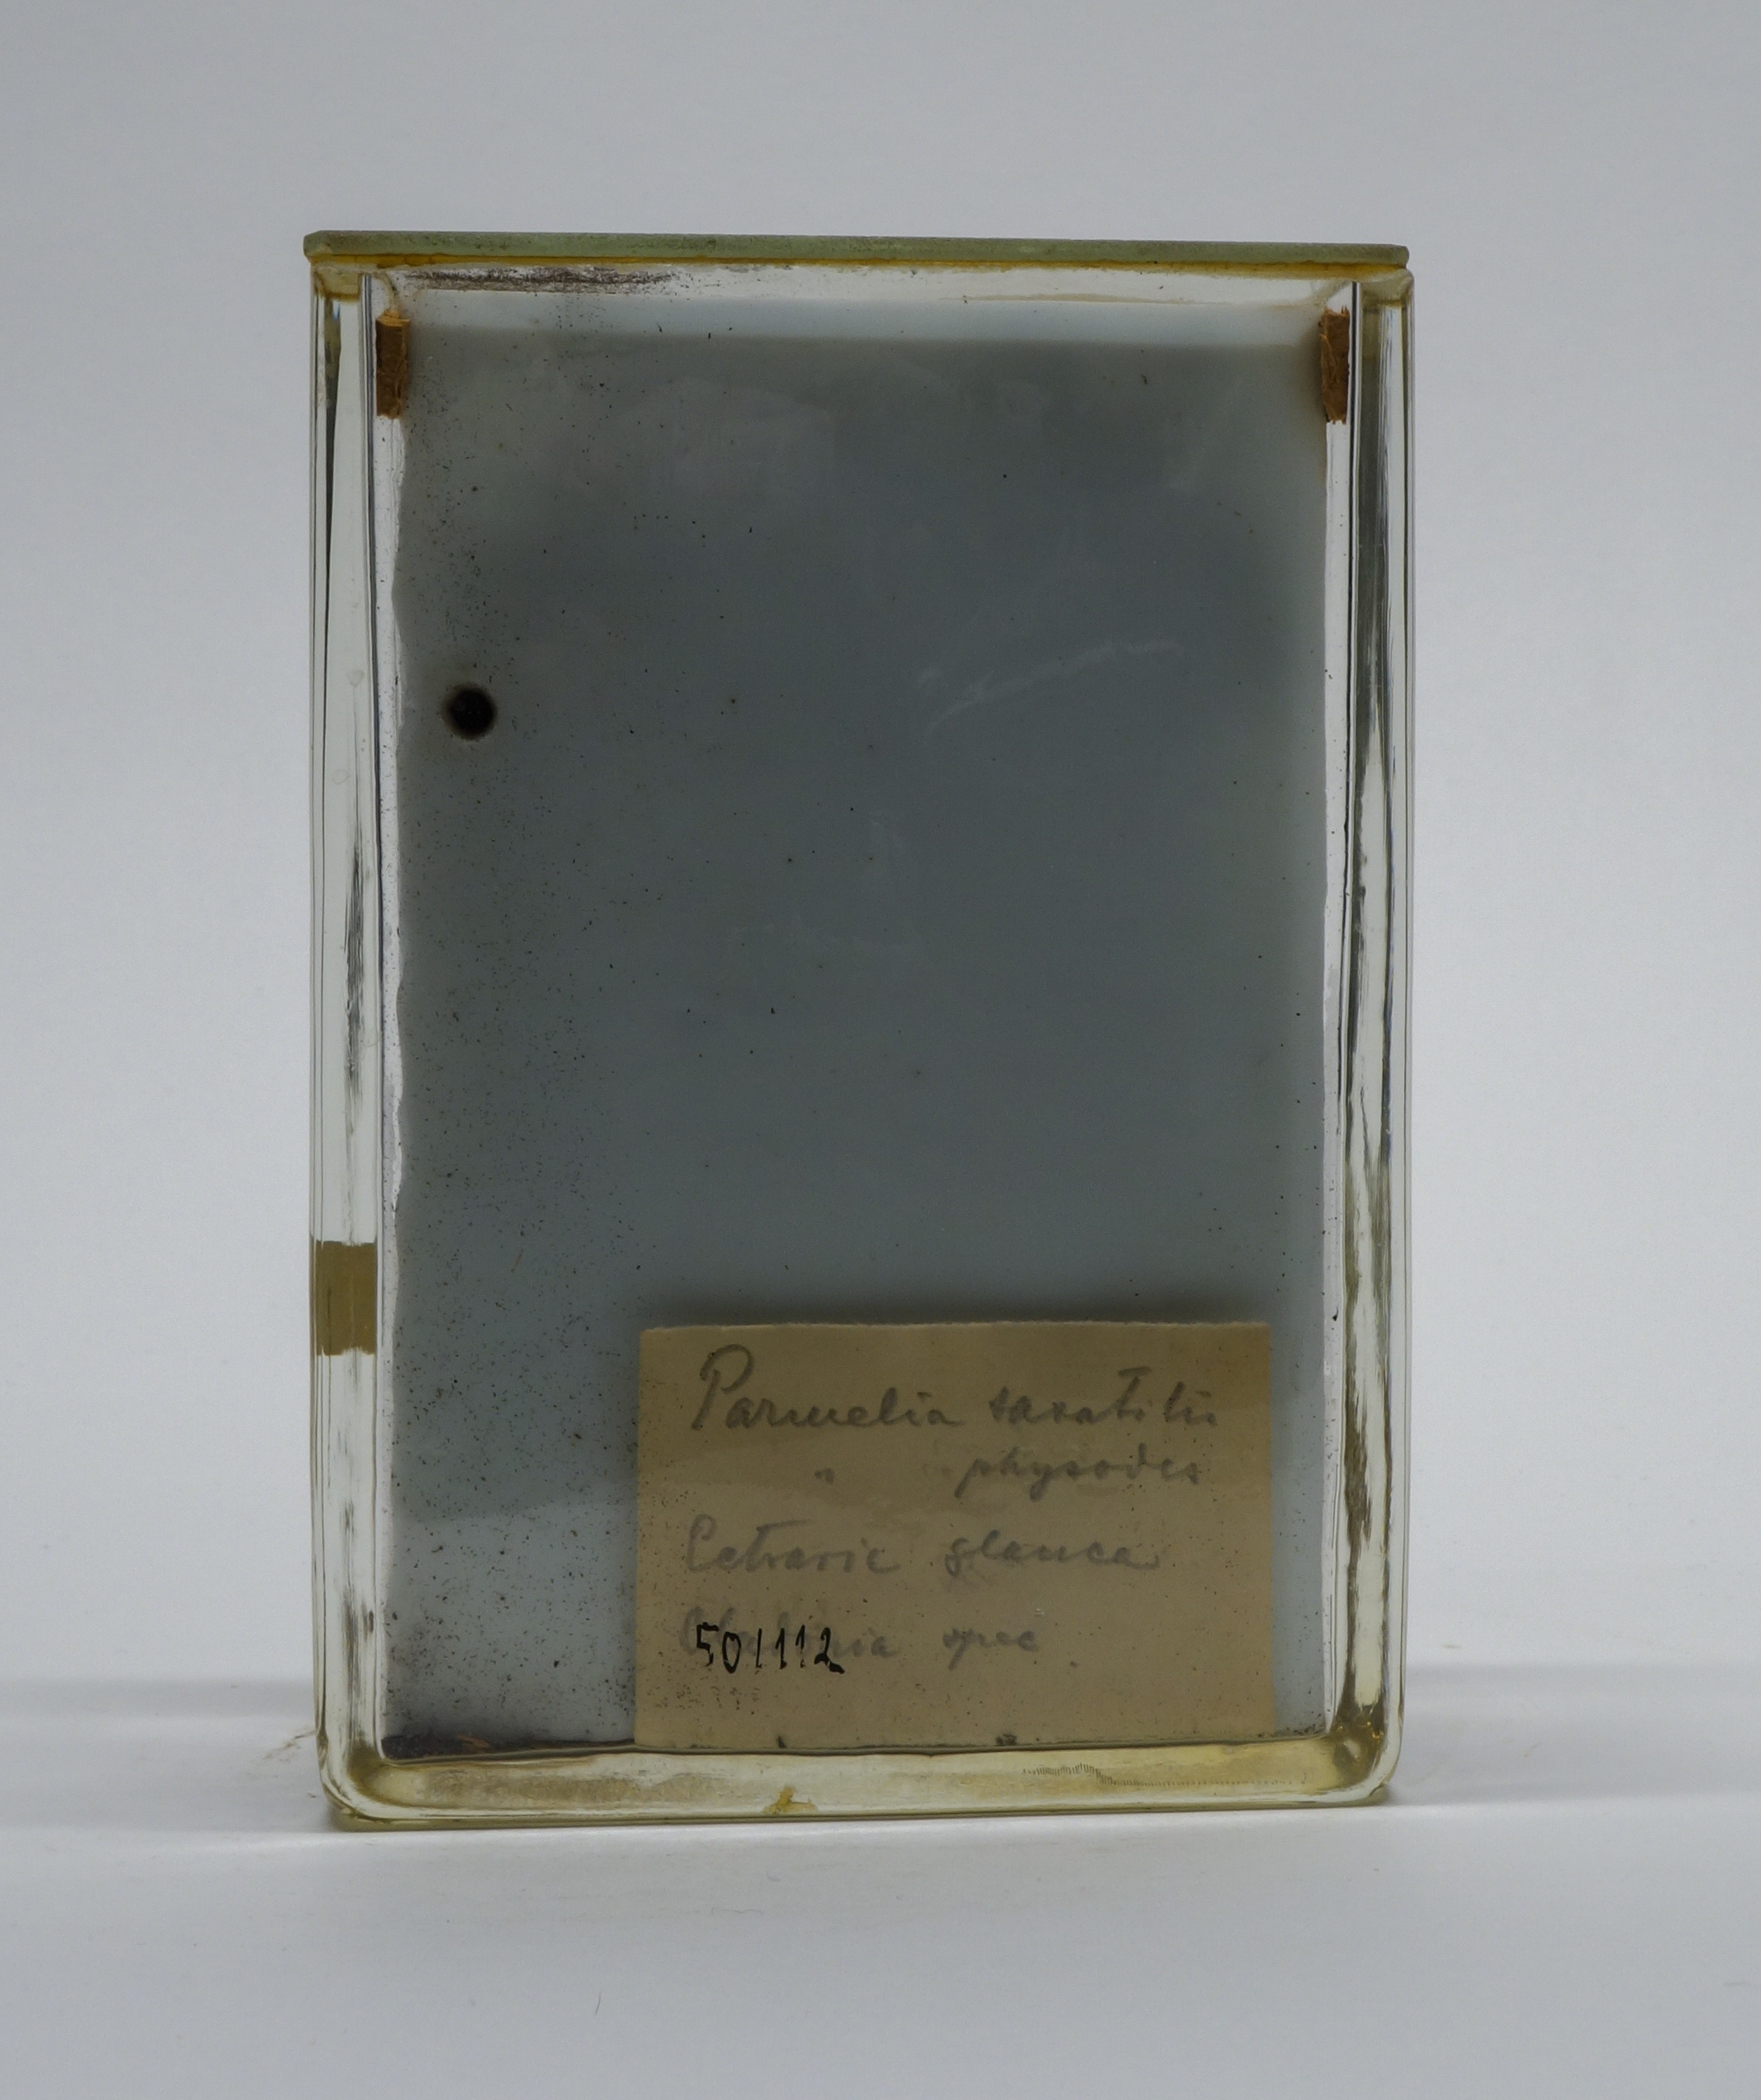 Parmelia saxatilis
" physodes
Cetraria glauca
spec.
501112